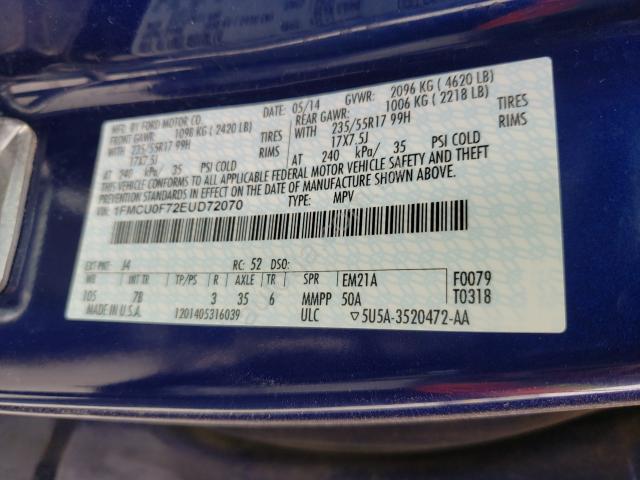 MFD. BY FORD MOTOR CO.
DATE: 05/14 GVWR: 2096 KG ( 4620 LB)
FRONT GAWR: 1098 KG ( 2420 LB) REAR GAWR: 1006 KG ( 2218 LB)
WITH 235/55R17 99H TIRES WITH 235/55R17 99H TIRES
17X7.5J RIMS 17X7.5J RIMS
AT 240 kPa/ 35 PSI COLD AT 240 kPa/ 35 PSI COLD
THIS VEHICLE CONFORMS TO ALL APPLICABLE FEDERAL MOTOR VEHICLE SAFETY AND THEFT
PREVENTION STANDARDS IN EFFECT ON THE DATE OF MANUFACTURE SHOWN ABOVE.
VIN: 1FMCU0F72EUD72070 TYPE: MPV
EXT PNT: J4 RC: 52 DSO:
WB INT TR TP/PS R AXLE TR SPR EM21A F0079
105 7B 3 35 6 MMPP 50A T0318
1201405316039 ULC ▽5U5A-3520472-AA